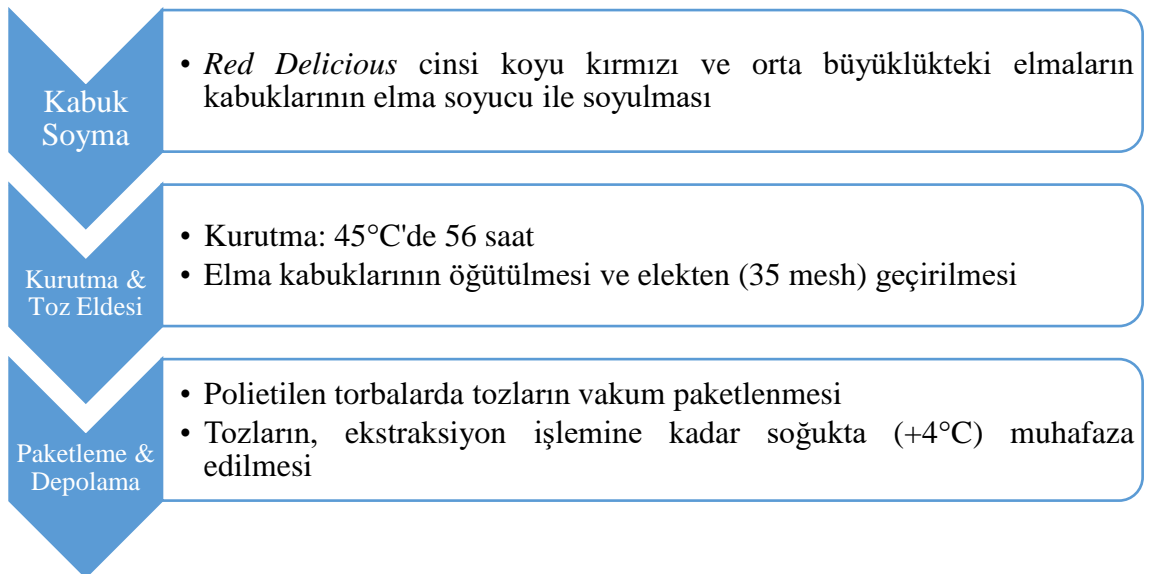 Kabuk
Soyma
• Red Delicious cinsi koyu kırmızı ve orta büyüklükteki elmaların
kabuklarının elma soyucu ile soyulması
Kurutma &
Toz Eldesi
• Kurutma: 45°C'de 56 saat
• Elma kabuklarının öğütülmesi ve elekten (35 mesh) geçirilmesi
Paketleme &
Depolama
• Polietilen torbalarda tozların vakum paketlenmesi
• Tozların, ekstraksiyon işlemine kadar soğukta (+4°C) muhafaza
edilmesi